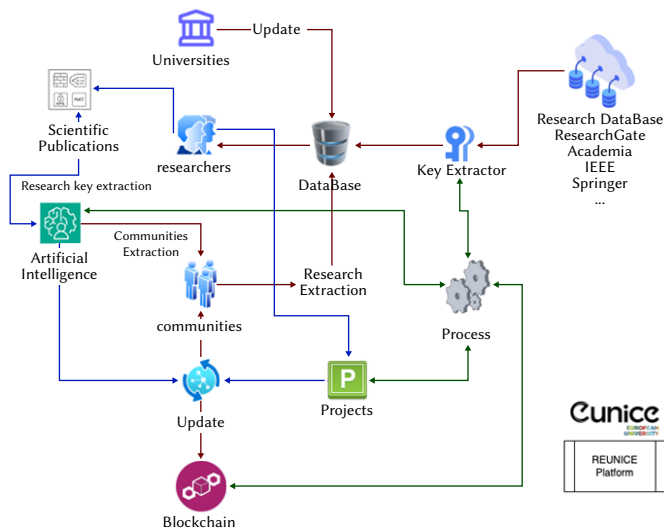 Update
Universities
Research DataBase
ResearchGate
Academia
IEEE
Springer
...
Scientific
Publications
researchers
DataBase
Key Extractor
Research key extraction
Artificial
Intelligence
Communities
Extraction
Research
Extraction
communities
Process
P
Projects
Update
Blockchain
eunice
EUROPEAN
UNIVERSITY
REUNICE
Platform